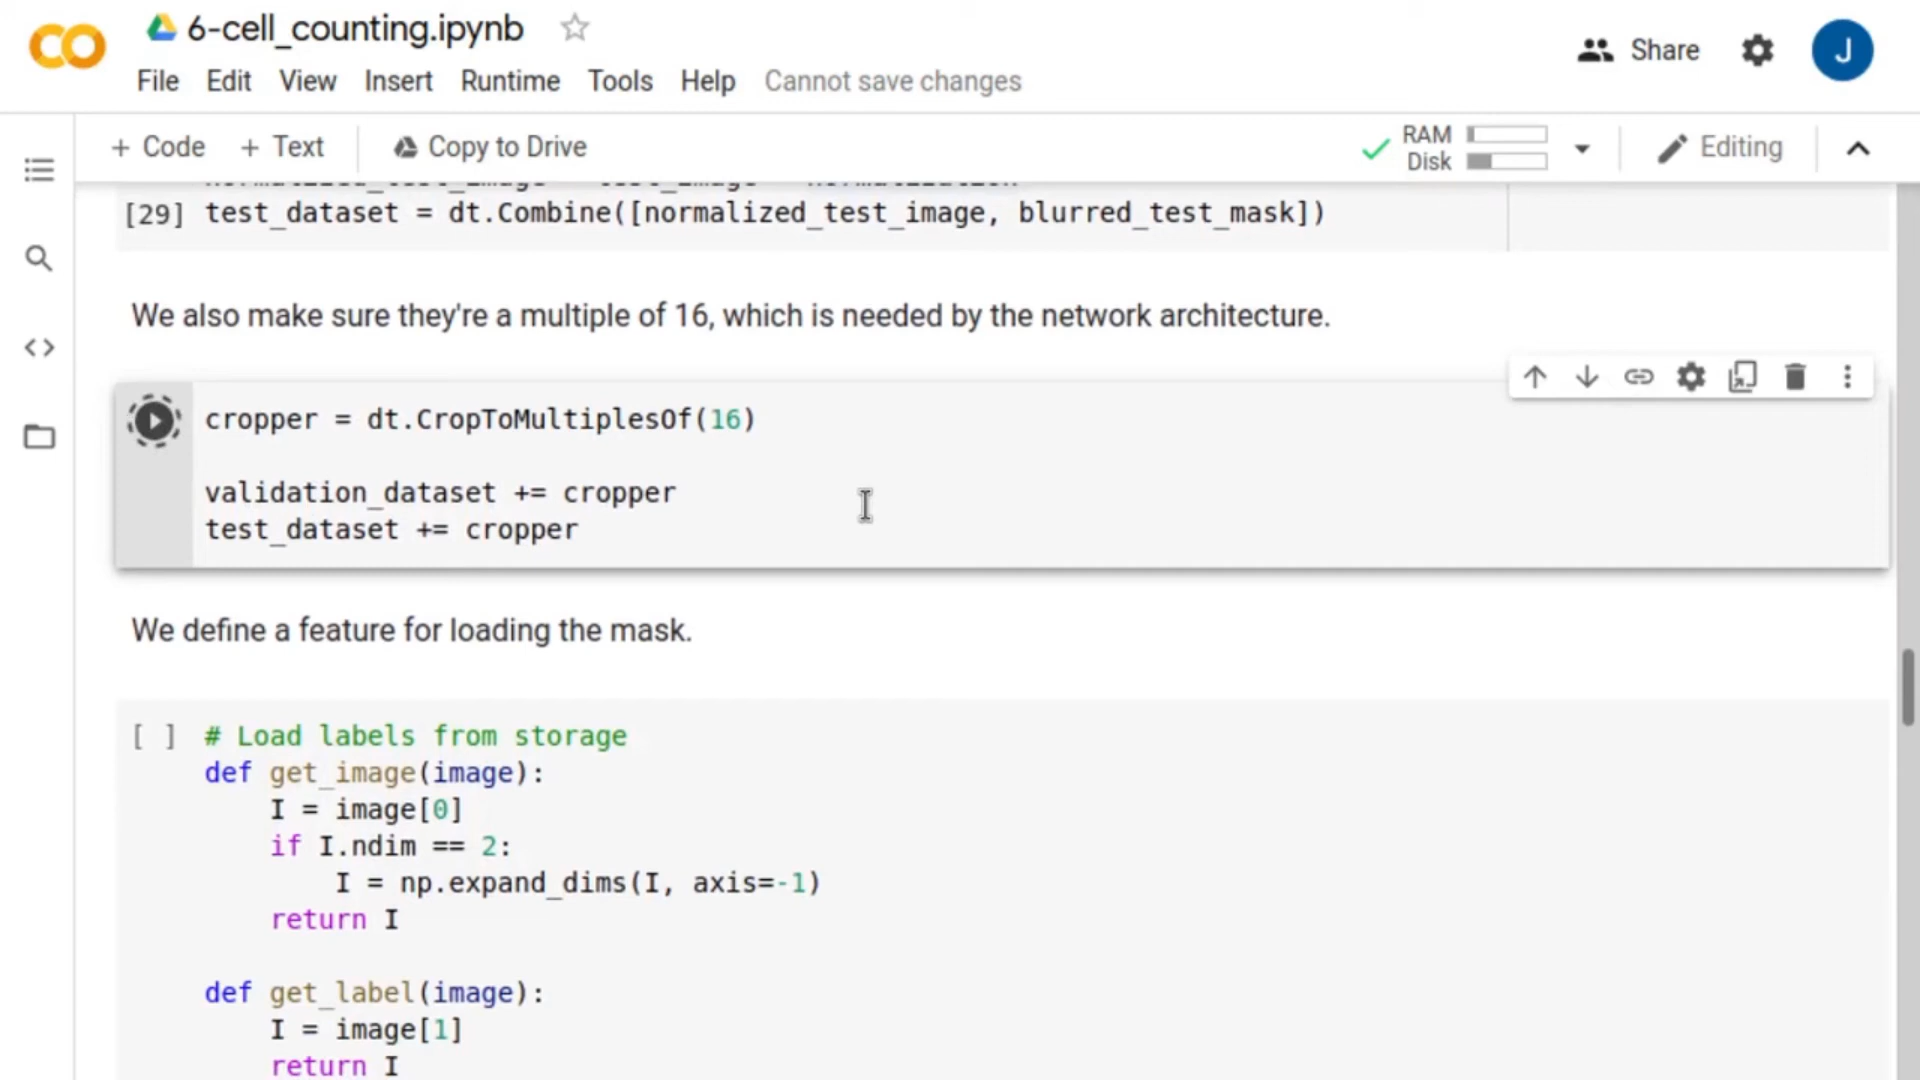 6-cell_counting.ipynb
File Edit View Insert Runtime Tools Help Cannot save changes
Share
J
+ Code + Text Copy to Drive
RAM
Disk
Editing
[29] test_dataset = dt.Combine([normalized_test_image, blurred_test_mask])
We also make sure they're a multiple of 16, which is needed by the network architecture.
cropper = dt.CropToMultiplesOf(16)
validation_dataset += cropper
test_dataset += cropper
We define a feature for loading the mask.
[ ] # Load labels from storage
def get_image(image):
I = image[0]
if I.ndim == 2:
I = np.expand_dims(I, axis=-1)
return I
def get_label(image):
I = image[1]
return I